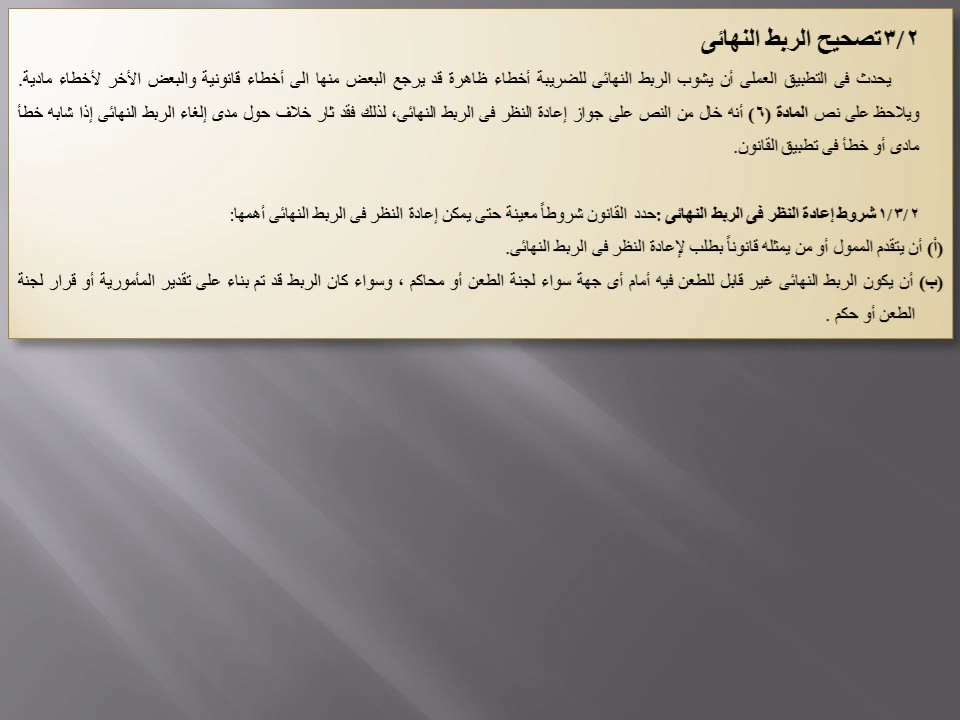 ٣/٢تصحيح الربط النهائى
يحدث فى التطبيق العملى أن يشوب الربط النهائى للضريبة أخطاء ظاهرة قد يرجع البعض منها الى أخطاء قانونية والبعض الأخر لأخطاء مادية.
ويلاحظ على نص المادة (٦) أنه خال من النص على جواز إعادة النظر فى الربط النهائى، لذلك فقد ثار خلاف حول مدى إلغاء الربط النهائى إذا شابه خطأ
مادى أو خطأ فى تطبيق القانون.
١/٣/٢ شروط إعادة النظر فى الربط النهائى :حدد القانون شروطاً معينة حتى يمكن إعادة النظر فى الربط النهائى أهمها:
(أ) أن يتقدم الممول أو من يمثله قانوناً بطلب لإعادة النظر فى الربط النهائى.
(ب) أن يكون الربط النهائى غير قابل للطعن فيه أمام أى جهة سواء لجنة الطعن أو محاكم ، وسواء كان الربط قد تم بناء على تقدير المأمورية أو قرار لجنة
الطعن أو حكم .